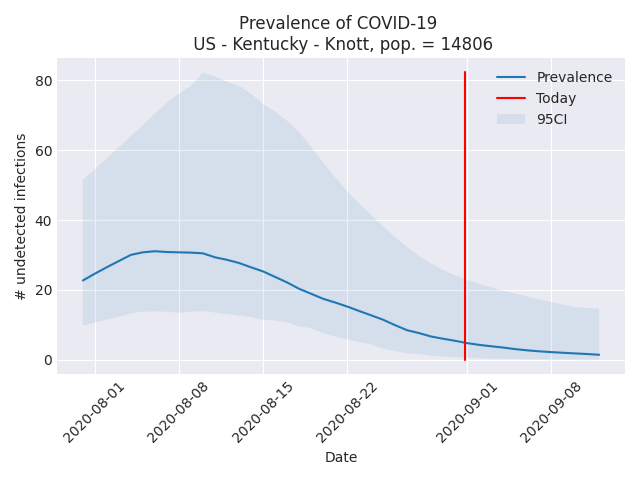 Prevalence of COVID-19
US - Kentucky - Knott, pop. = 14806
# undetected infections
80
60
40
20
0
Prevalence
Today
95CI
2020-08-01
2020-08-08
2020-08-15
2020-08-22
2020-09-01
2020-09-08
Date